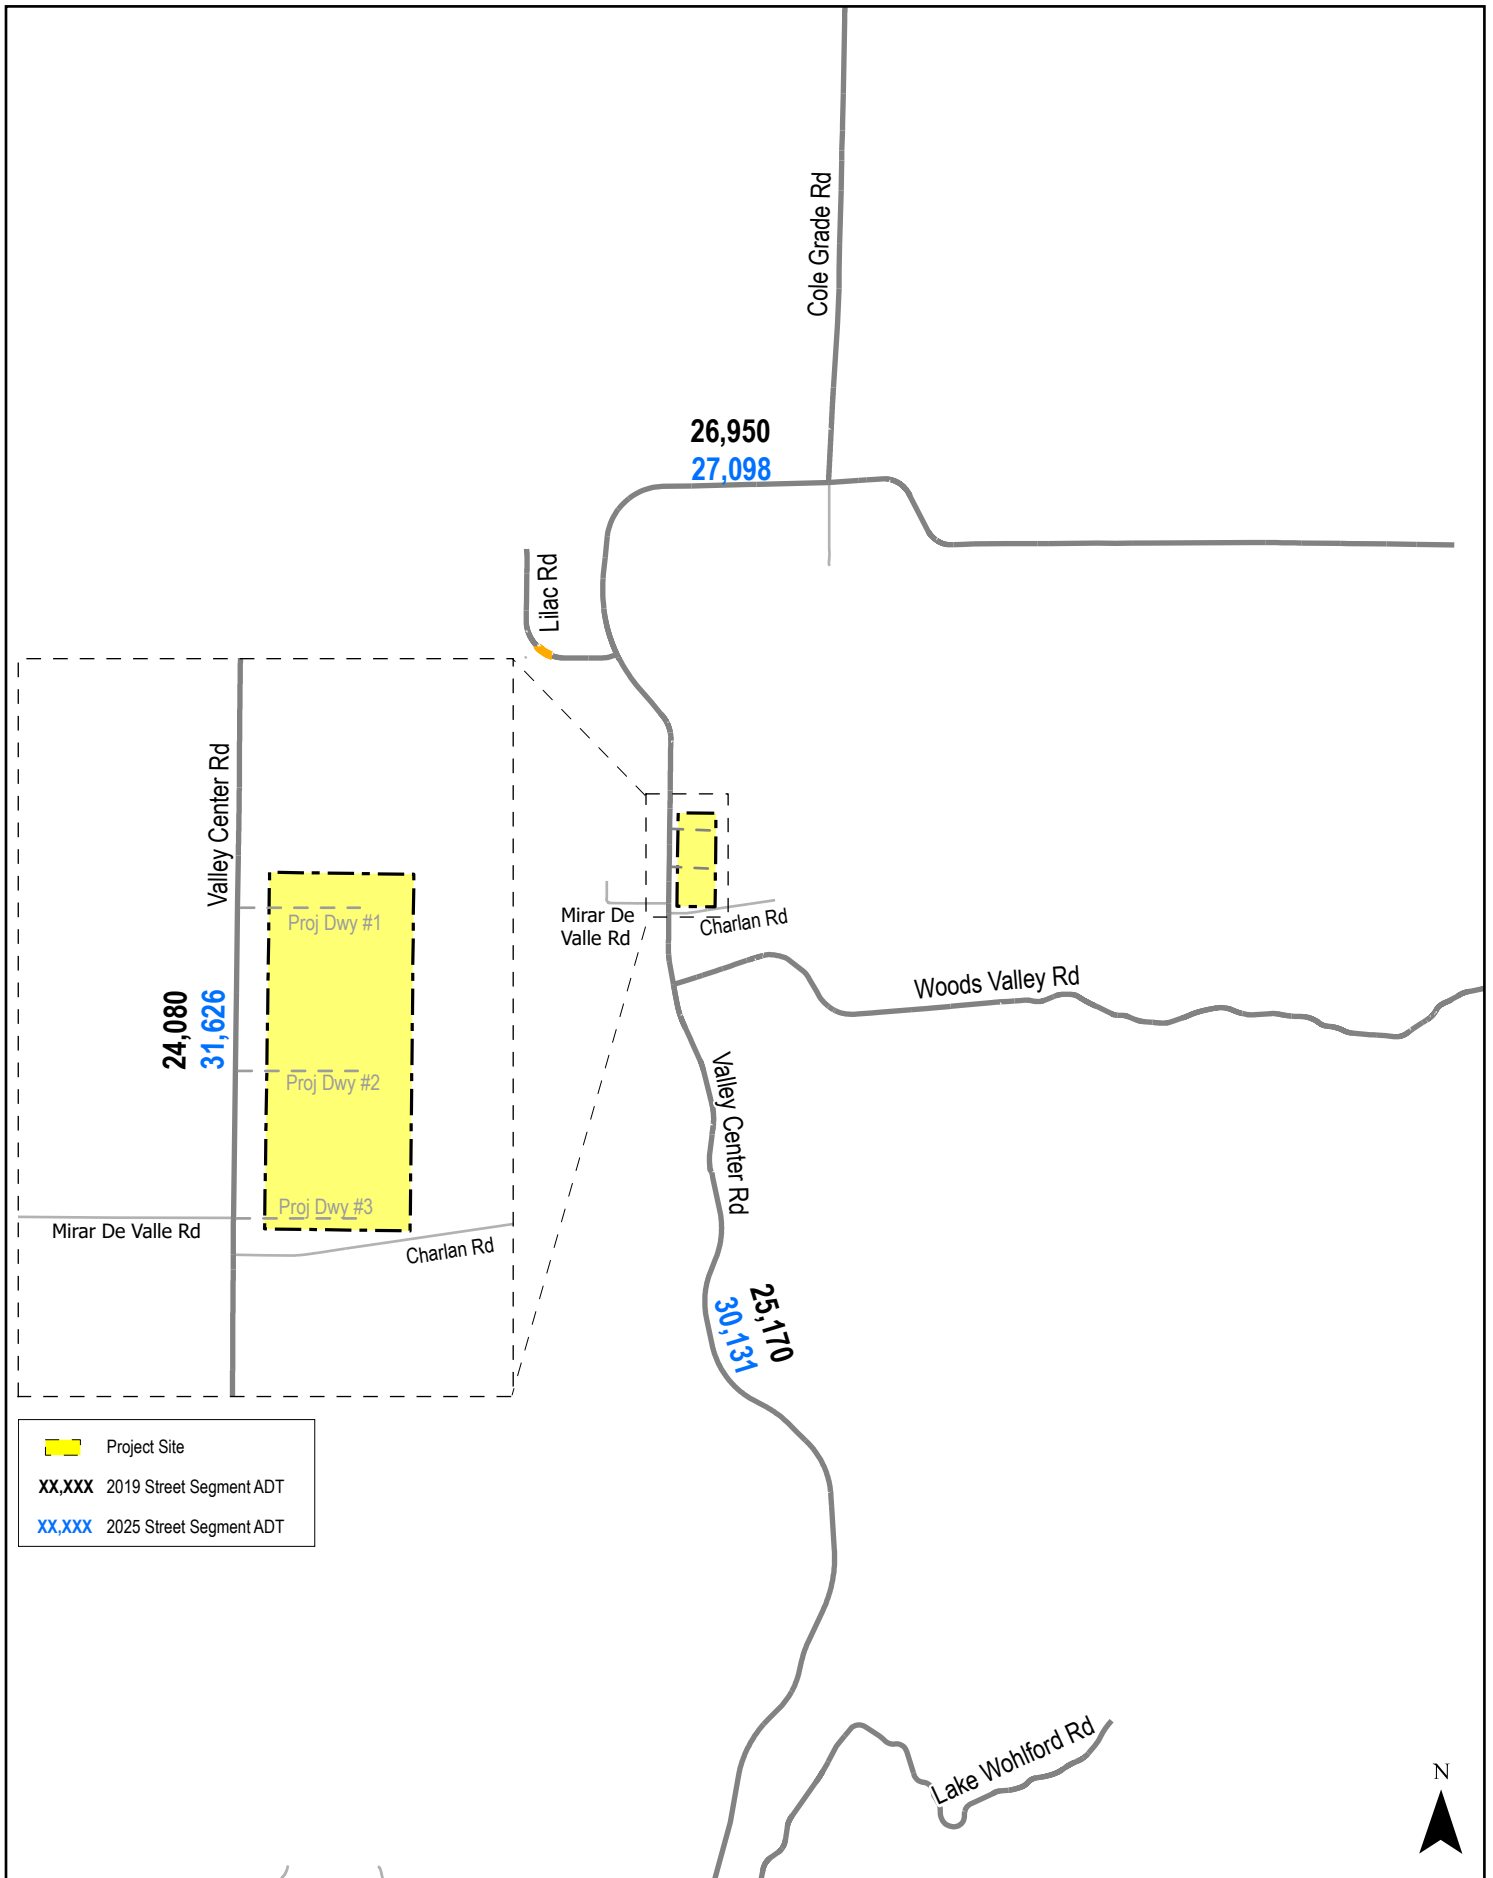 Cole Grade Rd
26,950
27,098
Lilac Rd
Valley Center Rd
Proj Dwy #1
24,080
31,626
Proj Dwy #2
Proj Dwy #3
Mirar De Valle Rd
Charlan Rd
Mirar De
Valle Rd
Charlan Rd
Woods Valley Rd
Valley Center Rd
25,170
30,131
Project Site
XX,XXX 2019 Street Segment ADT
XX,XXX 2025 Street Segment ADT
Lake Wohlford Rd
N